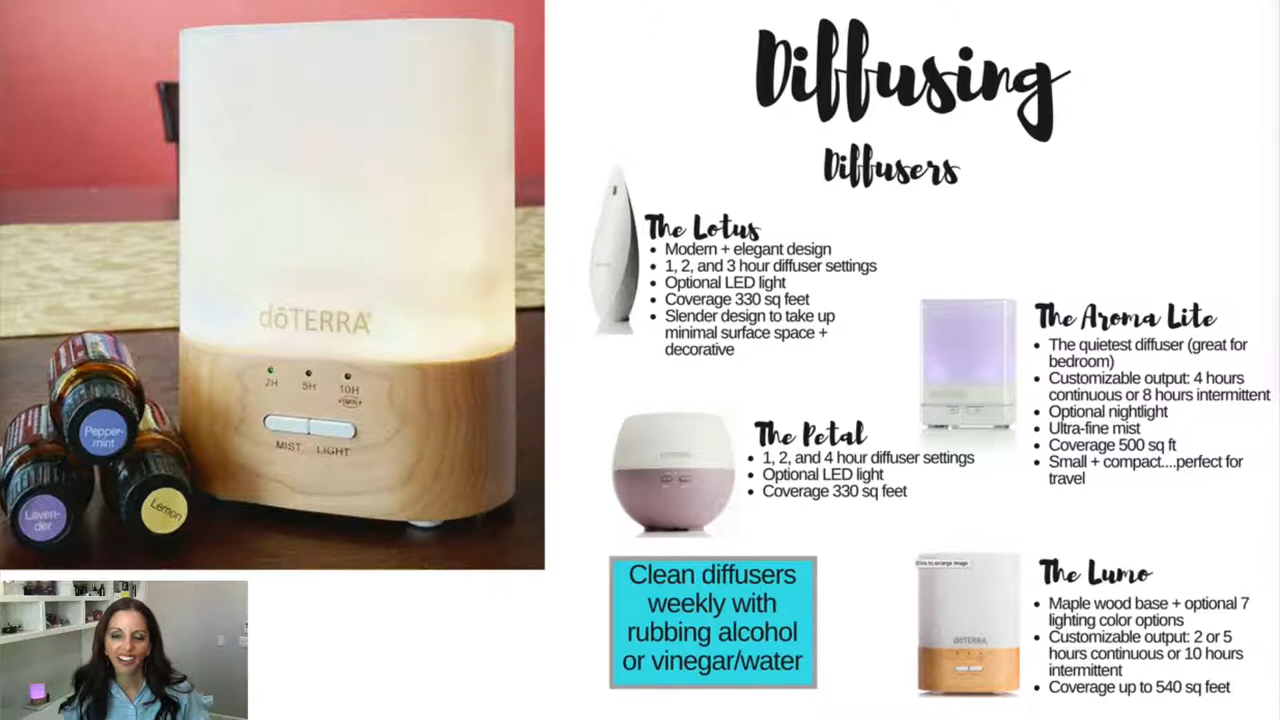 Diffusing
Diffusers
dōTERRA
2H 5H 10H
MIST LIGHT
Pepper-
mint
Laven-
der
Lemon
The Lotus
• Modern + elegant design
• 1, 2, and 3 hour diffuser settings
• Optional LED light
• Coverage 330 sq feet
• Slender design to take up
minimal surface space +
decorative
The Aroma Lite
• The quietest diffuser (great for
bedroom)
• Customizable output: 4 hours
continuous or 8 hours intermittent
• Optional nightlight
• Ultra-fine mist
• Coverage 500 sq ft
• Small + compact....perfect for
travel
The Petal
• 1, 2, and 4 hour diffuser settings
• Optional LED light
• Coverage 330 sq feet
Clean diffusers
weekly with
rubbing alcohol
or vinegar/water
Click to enlarge image
dōTERRA
The Lumo
• Maple wood base + optional 7
lighting color options
• Customizable output: 2 or 5
hours continuous or 10 hours
intermittent
• Coverage up to 540 sq feet